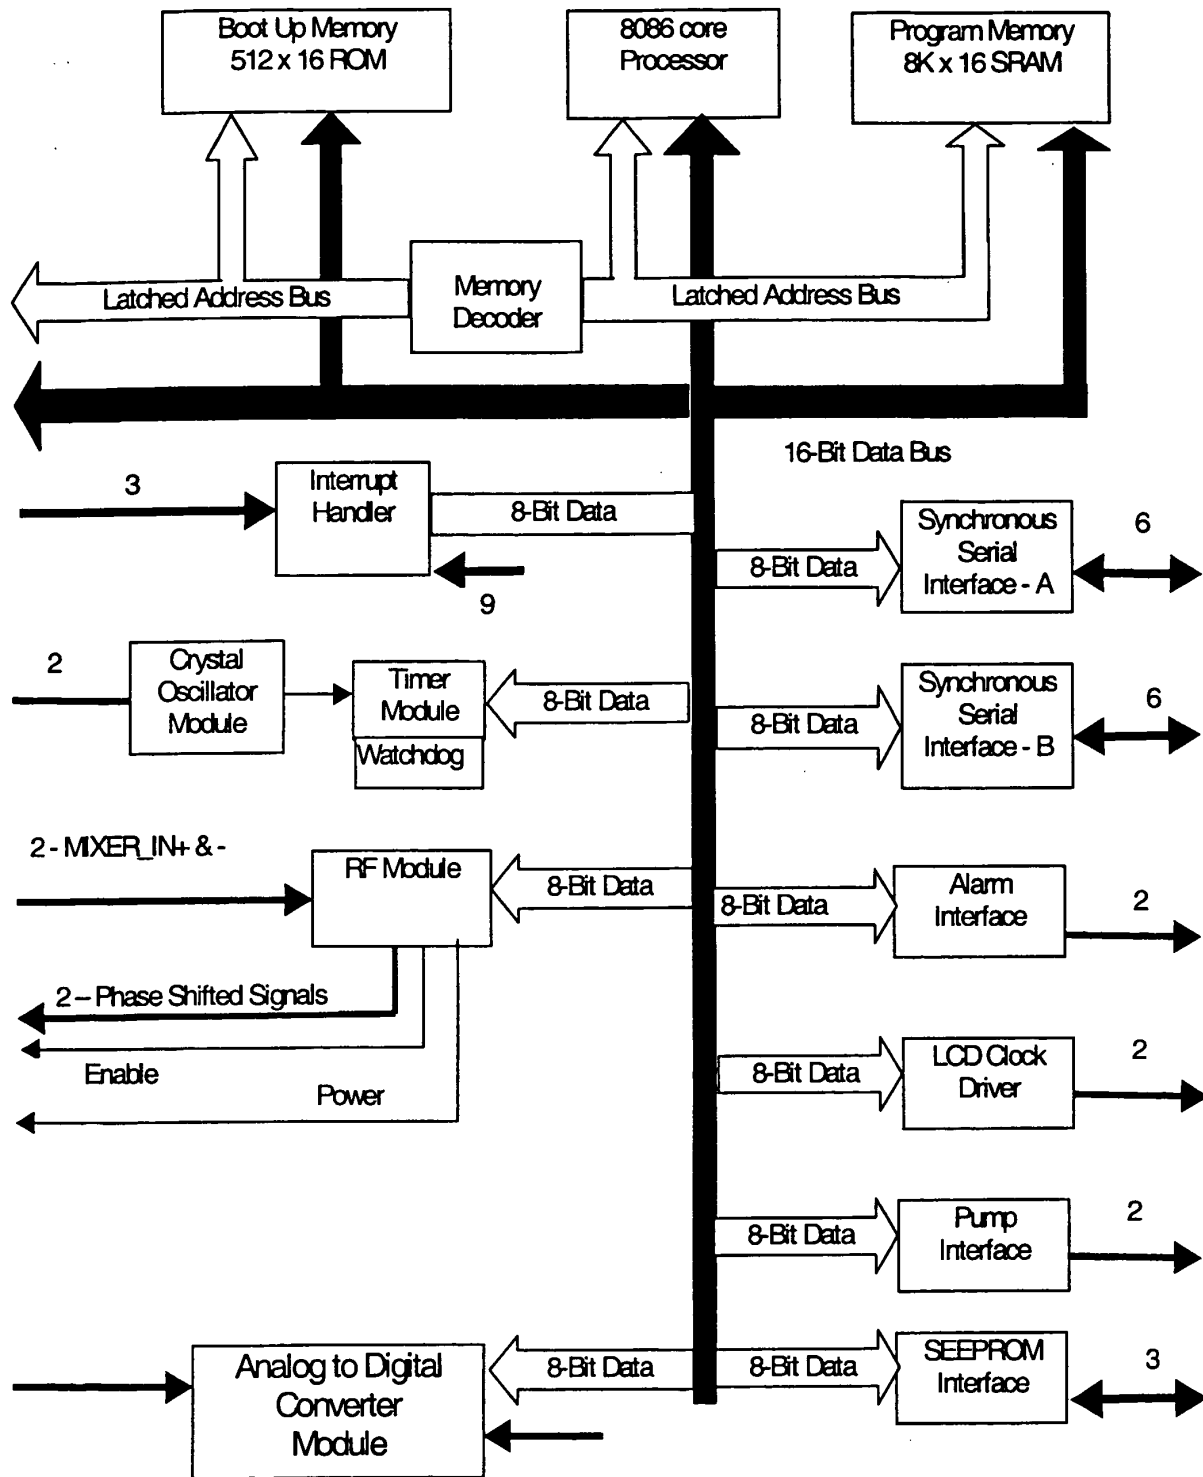 Boot Up Memory
512 x 16 ROM
8086 core
Processor
Program Memory
8K x 16 SRAM
Latched Address Bus
Memory
Decoder
Latched Address Bus
16-Bit Data Bus
3
Interrupt
Handler
8-Bit Data
9
8-Bit Data
Synchronous
Serial
Interface - A
6
2
Crystal
Oscillator
Module
Timer
Module
Watchdog
8-Bit Data
8-Bit Data
Synchronous
Serial
Interface - B
6
2 - MIXER_IN+ & -
RF Module
8-Bit Data
8-Bit Data
Alarm
Interface
2
2 – Phase Shifted Signals
Enable
Power
8-Bit Data
LCD Clock
Driver
2
8-Bit Data
Pump
Interface
2
Analog to Digital
Converter
Module
8-Bit Data
8-Bit Data
SEEPROM
Interface
3